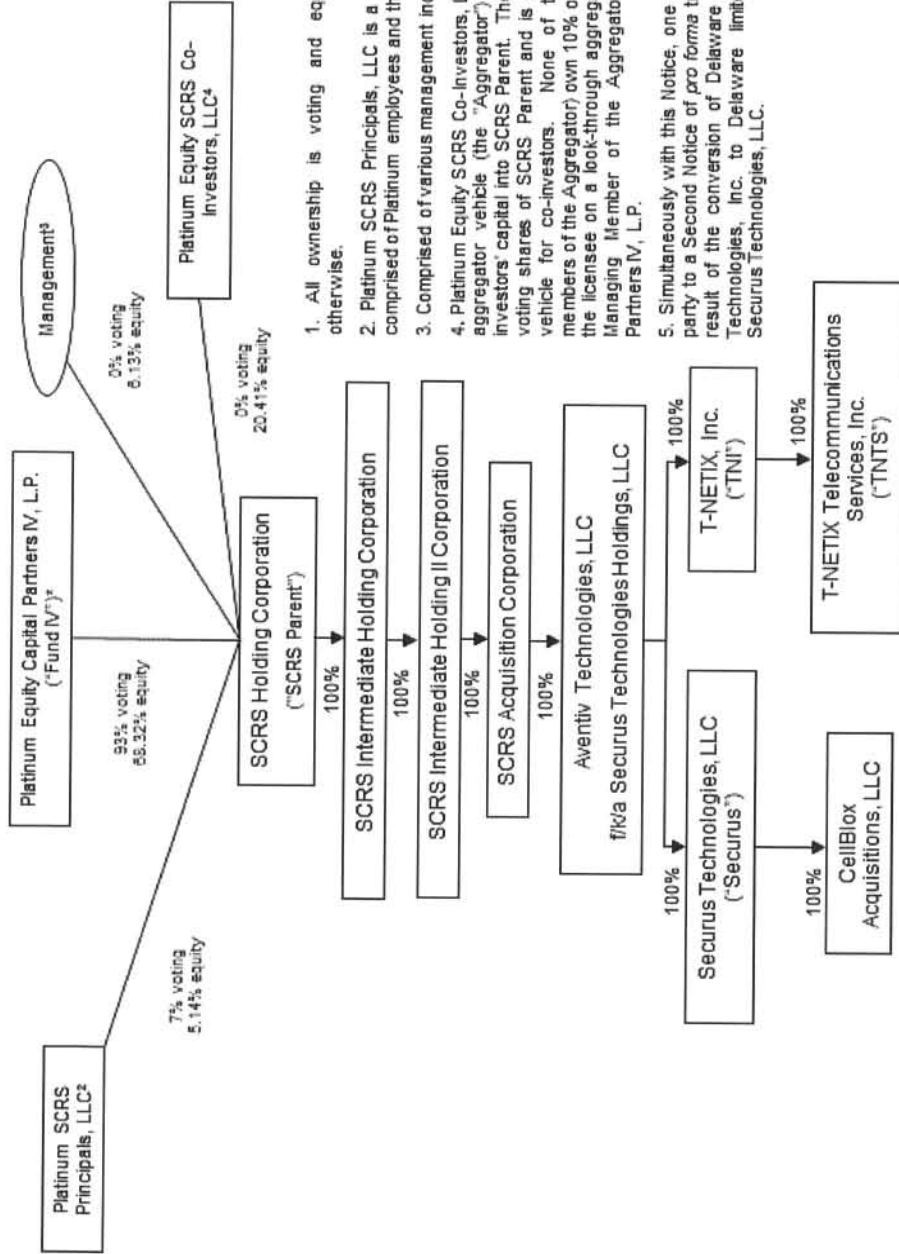 Platinum SCRS
Principals, LLC²
Platinum Equity Capital Partners IV, L.P.
("Fund IV")²
Management³
Platinum Equity SCRS Co-
Investors, LLC⁴
7% voting
5.14% equity
93% voting
68.32% equity
0% voting
6.13% equity
0% voting
20.41% equity
SCRS Holding Corporation
("SCRS Parent")
100%
SCRS Intermediate Holding Corporation
100%
SCRS Intermediate Holding II Corporation
100%
SCRS Acquisition Corporation
100%
Aventiv Technologies, LLC
f/k/a Securus Technologies Holdings, LLC
100%
100%
Securus Technologies, LLC
("Securus")
T-NETIX, Inc.
("TNI")
100%
100%
CellBlox
Acquisitions, LLC
T-NETIX Telecommunications
Services, Inc.
("TNTS")
1. All ownership is voting and
otherwise.
2. Platinum SCRS Principals, LLC is a
comprised of Platinum employees and
3. Comprised of various management
4. Platinum Equity SCRS Co-Investors,
aggregator vehicle (the "Aggregator")
investors' capital into SCRS Parent.
voting shares of SCRS Parent and is
vehicle for co-investors. None of
members of the Aggregator) own 10%
the licensee on a look-through
Managing Member of the
Partners IV, L.P.
5. Simultaneously with this Notice, one
party to a Second Notice of pro forma
result of the conversion of Delaware
Technologies, Inc. to Delaware
Securus Technologies, LLC.